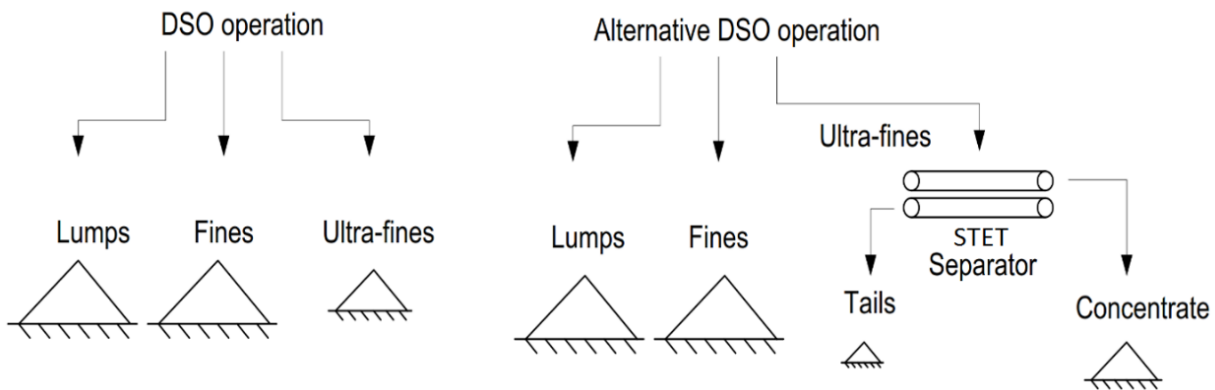 DSO operation
Lumps
Fines
Ultra-fines
Alternative DSO operation
Ultra-fines
Lumps
Fines
STET
Separator
Tails
Concentrate